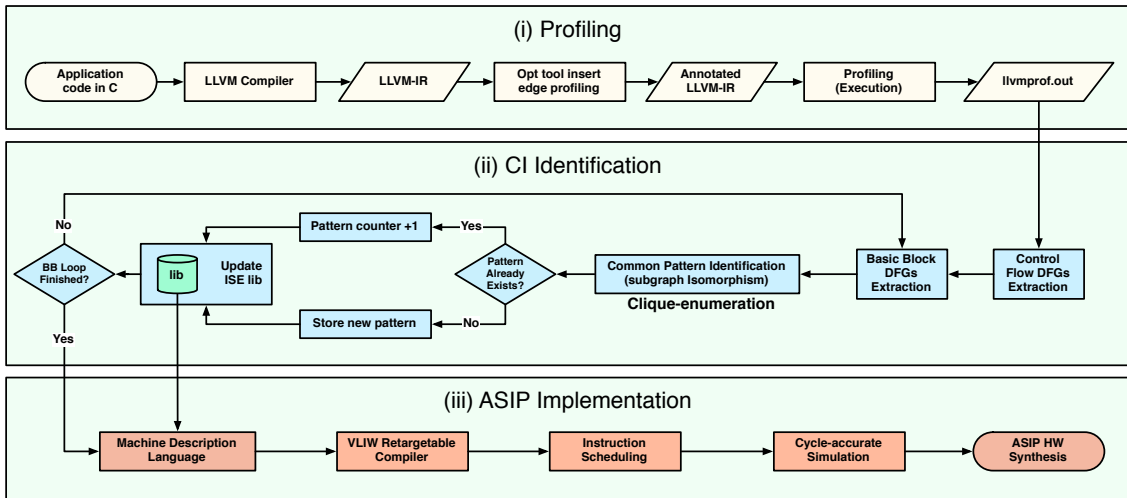 (i) Profiling
Application
code in C
LLVM Compiler
LLVM-IR
Opt tool insert
edge profiling
Annotated
LLVM-IR
Profiling
(Execution)
llvmprof.out
(ii) CI Identification
No
BB Loop
Finished?
Yes
lib
Update
ISE lib
Pattern counter +1
Yes
Pattern
Already
Exists?
No
Store new pattern
Common Pattern Identification
(subgraph Isomorphism)
Clique-enumeration
Basic Block
DFGs
Extraction
Control
Flow DFGs
Extraction
(iii) ASIP Implementation
Machine Description
Language
VLIW Retargetable
Compiler
Instruction
Scheduling
Cycle-accurate
Simulation
ASIP HW
Synthesis